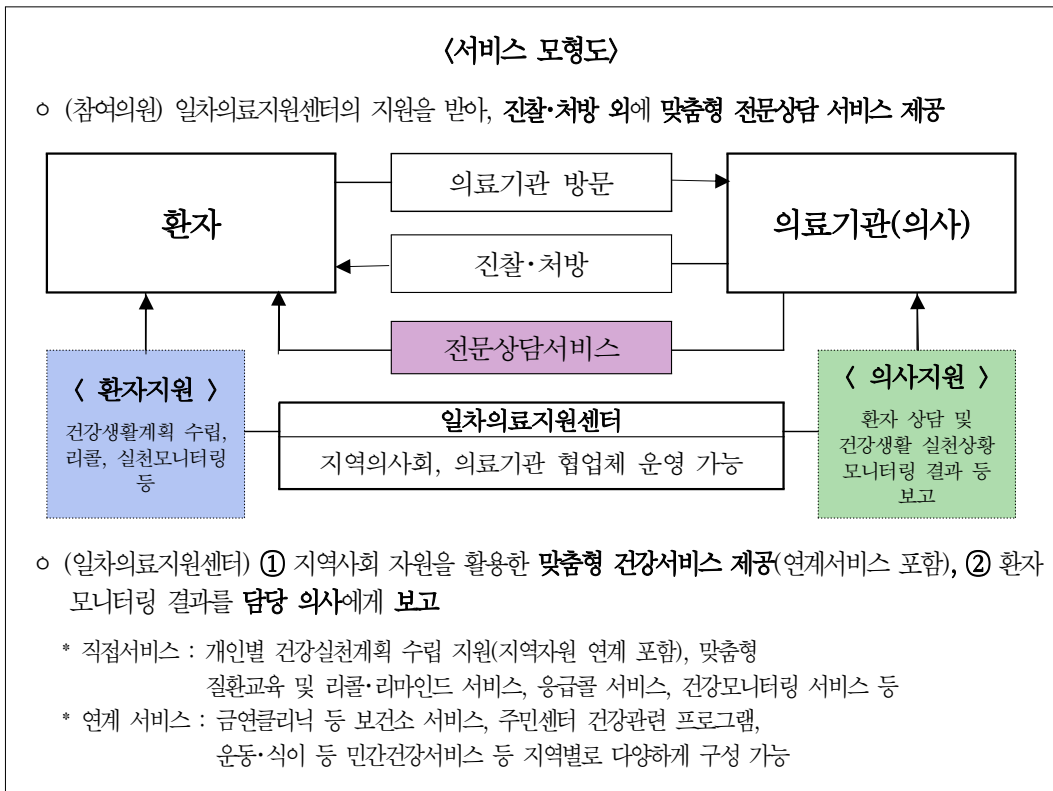 <서비스 모형도>
○ (참여의원) 일차의료지원센터의 지원을 받아, 진찰·처방 외에 맞춤형 전문상담 서비스 제공
의료기관 방문
환자
의료기관(의사)
진찰·처방
전문상담서비스
< 환자지원 >
건강생활계획 수립,
리콜, 실천모니터링
등
일차의료지원센터
지역의사회, 의료기관 협업체 운영 가능
< 의사지원 >
환자 상담 및
건강생활 실천상황
모니터링 결과 등
보고
○ (일차의료지원센터) ① 지역사회 자원을 활용한 맞춤형 건강서비스 제공(연계서비스 포함), ② 환자
모니터링 결과를 담당 의사에게 보고
* 직접서비스 : 개인별 건강실천계획 수립 지원(지역자원 연계 포함), 맞춤형
질환교육 및 리콜·리마인드 서비스, 응급콜 서비스, 건강모니터링 서비스 등
* 연계 서비스 : 금연클리닉 등 보건소 서비스, 주민센터 건강관련 프로그램,
운동·식이 등 민간건강서비스 등 지역별로 다양하게 구성 가능